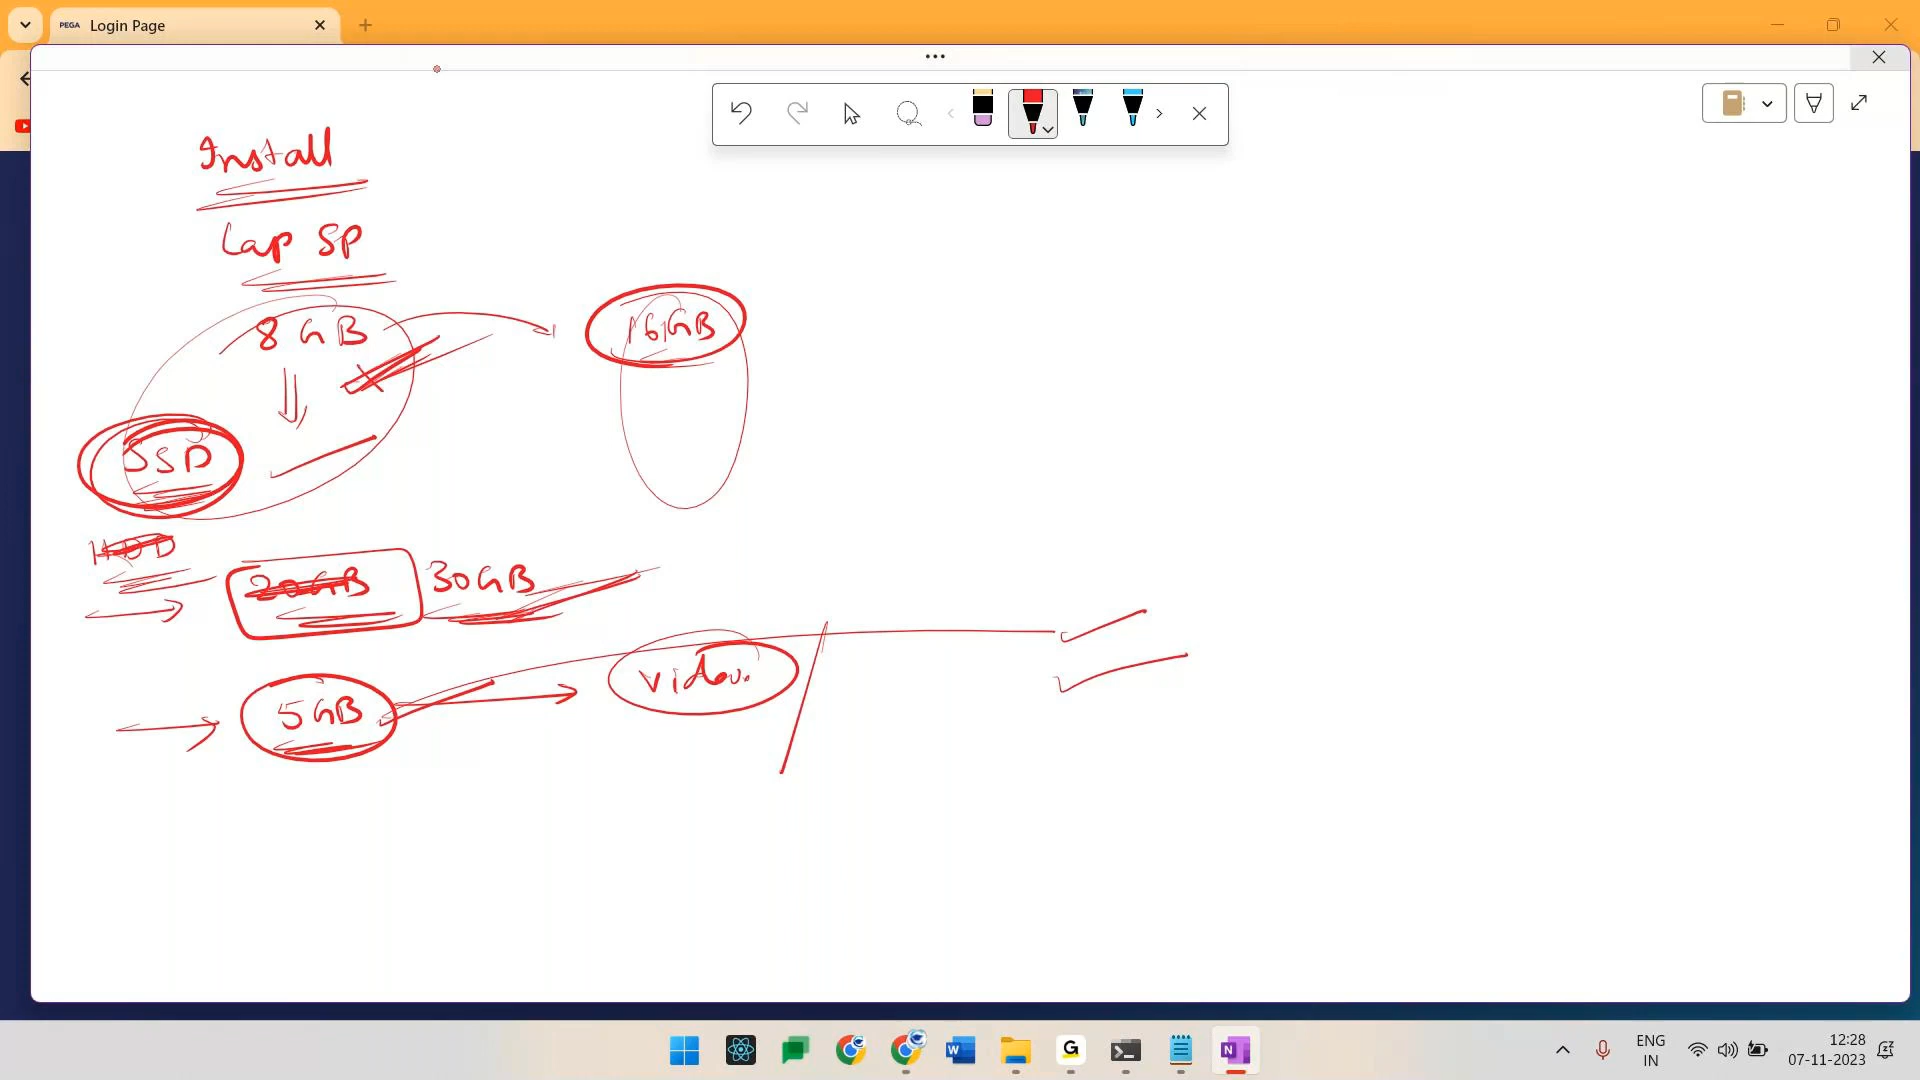 PEGA Login Page
Install
Lap SP
8 GB
16GB
SSD
HDD
20GB 30GB
video
5GB
ENG
IN
12:28
07-11-2023